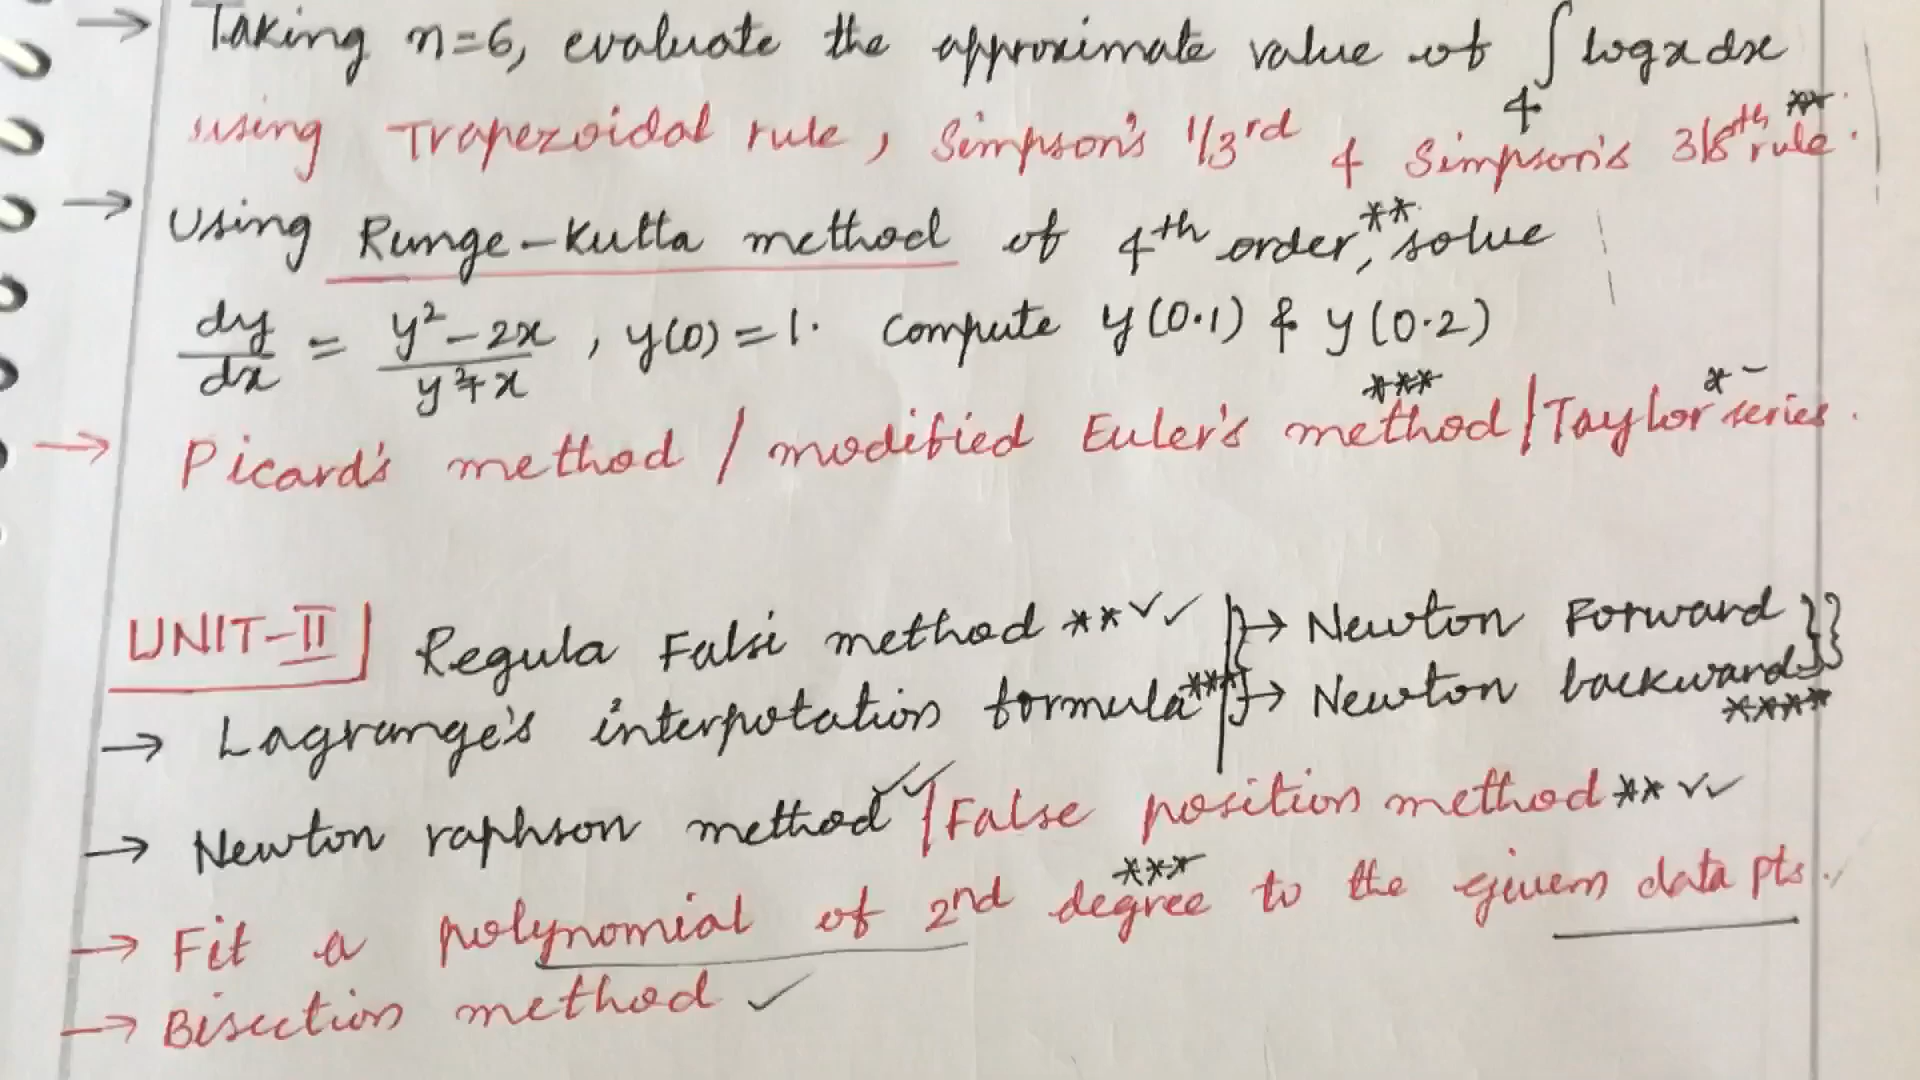 → Taking n=6, evaluate the approximate value of ∫ log x dx
4
using Trapezoidal rule, Simpson's 1/3rd & Simpson's 3/8th rule. **
→ Using Runge-Kutta method of 4th order,** solve
dy/dx = (y² - 2x)/(y² + x), y(0) = 1. Compute y(0.1) & y(0.2)
→ Picard's method / modified Euler's method *** / Taylor series. *-
UNIT-II Regula Falsi method ** ✓✓ → Newton Forward
→ Lagrange's interpotation formula *** → Newton backward ****
→ Newton raphson method ✓✓ / False position method ** ✓✓
→ Fit a polynomial of 2nd degree *** to the given data pts.
→ Bisection method ✓